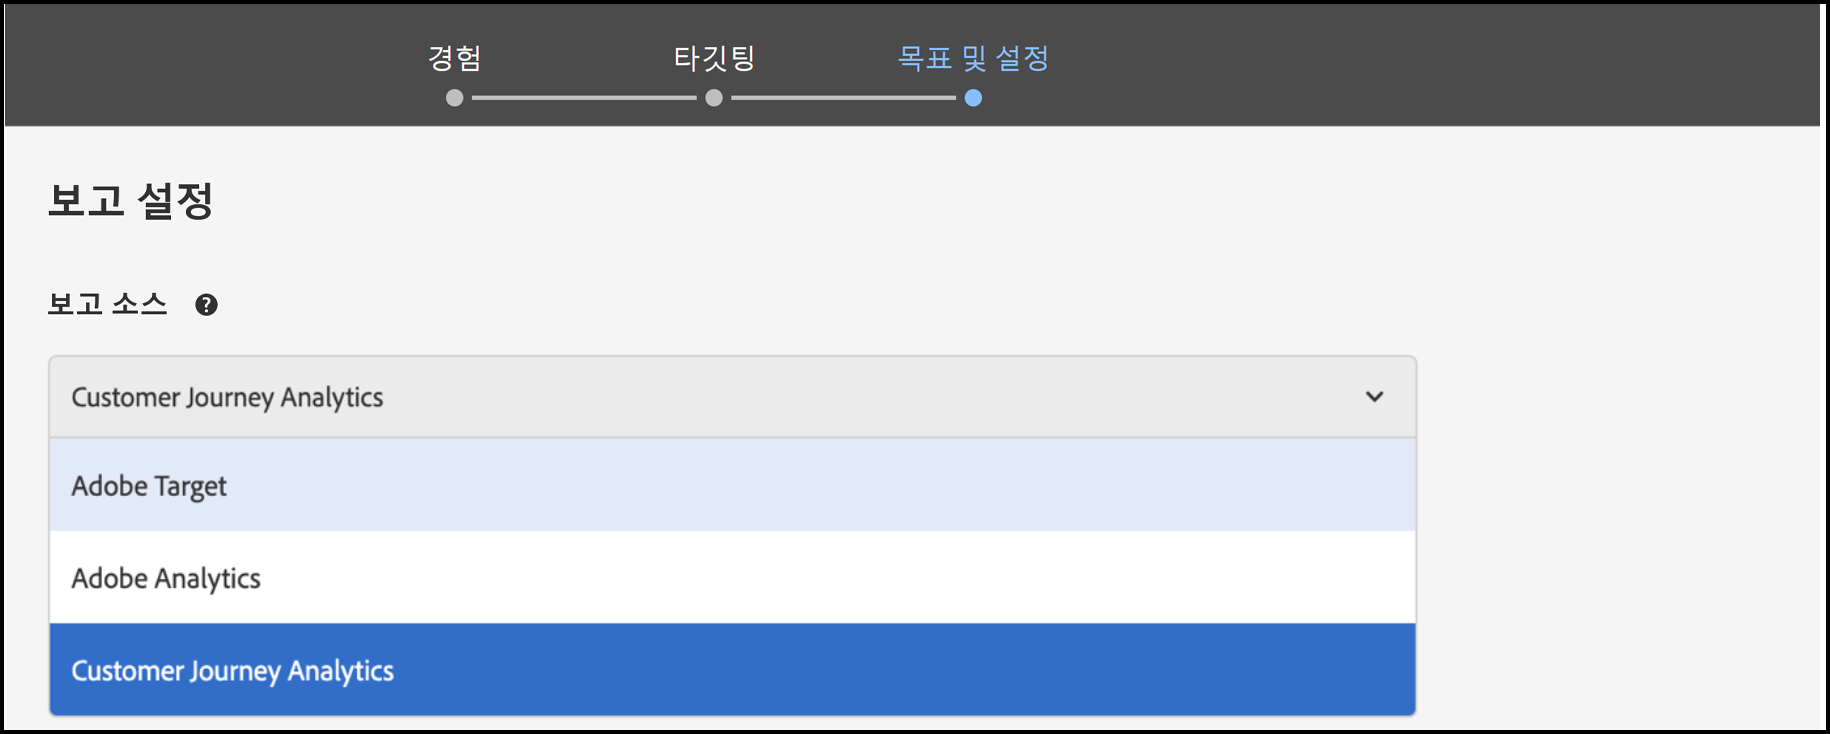 경험 타깃팅 목표 및 설정
보고 설정
보고 소스 ?
Customer Journey Analytics
Adobe Target
Adobe Analytics
Customer Journey Analytics